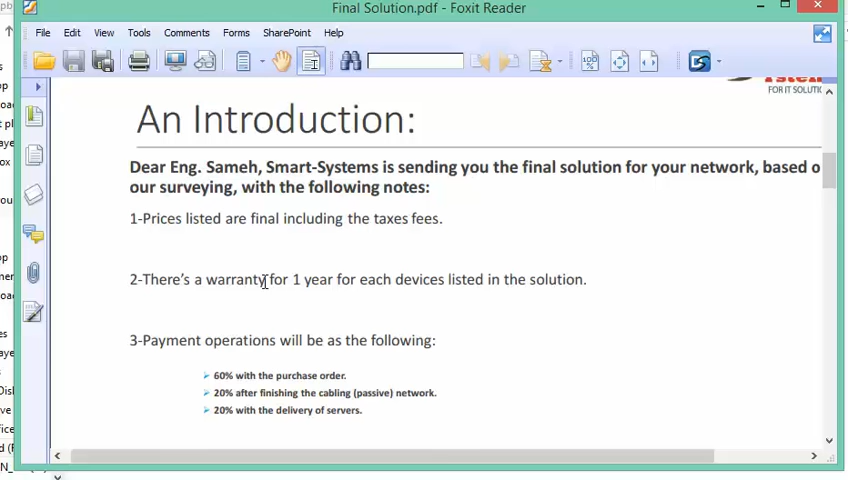 Final Solution.pdf - Foxit Reader
File Edit View Tools Comments Forms SharePoint Help
100%
FOR IT SOLUTIO
An Introduction:
Dear Eng. Sameh, Smart-Systems is sending you the final solution for your network, based o
our surveying, with the following notes:
1-Prices listed are final including the taxes fees.
2-There's a warranty for 1 year for each devices listed in the solution.
3-Payment operations will be as the following:
60% with the purchase order.
20% after finishing the cabling (passive) network.
20% with the delivery of servers.